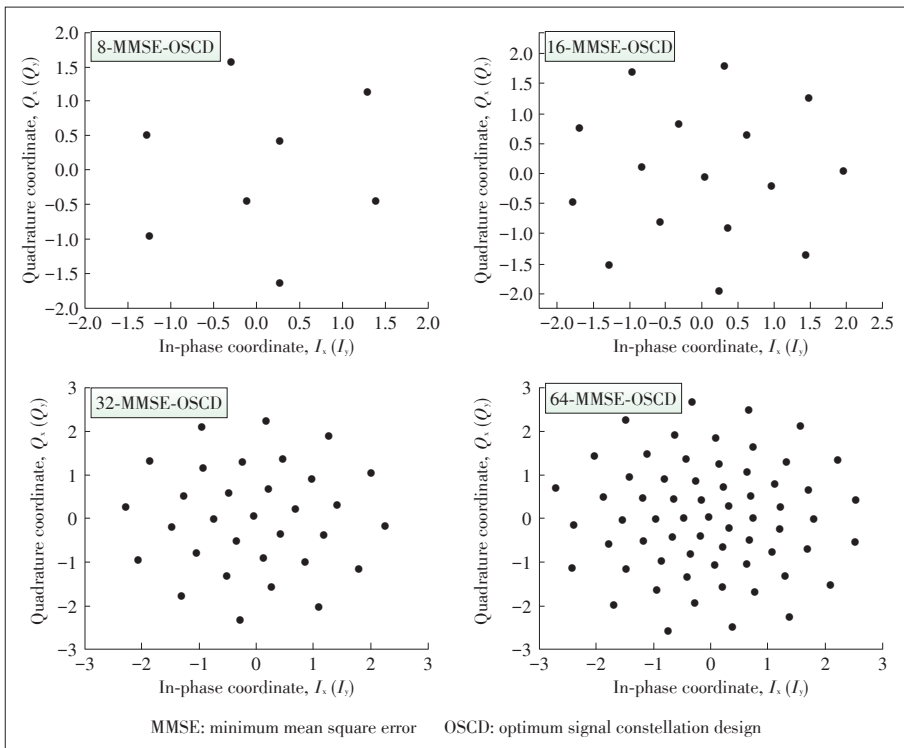 8-MMSE-OSCD
2.0
1.5
1.0
0.5
0.0
−0.5
−1.0
−1.5
−2.0
Quadrature coordinate, Qx (Qy)
−2.0 −1.5 −1.0 −0.5 0.0 0.5 1.0 1.5 2.0
In-phase coordinate, Ix (Iy)
16-MMSE-OSCD
2.0
1.5
1.0
0.5
0.0
−0.5
−1.0
−1.5
−2.0
Quadrature coordinate, Qx (Qy)
−2.0 −1.5 −1.0 −0.5 0.0 0.5 1.0 1.5 2.0 2.5
In-phase coordinate, Ix (Iy)
32-MMSE-OSCD
3
2
1
0
−1
−2
−3
Quadrature coordinate, Qx (Qy)
−3 −2 −1 0 1 2 3
In-phase coordinate, Ix (Iy)
64-MMSE-OSCD
3
2
1
0
−1
−2
−3
Quadrature coordinate, Qx (Qy)
−3 −2 −1 0 1 2 3
In-phase coordinate, Ix (Iy)
MMSE: minimum mean square error OSCD: optimum signal constellation design